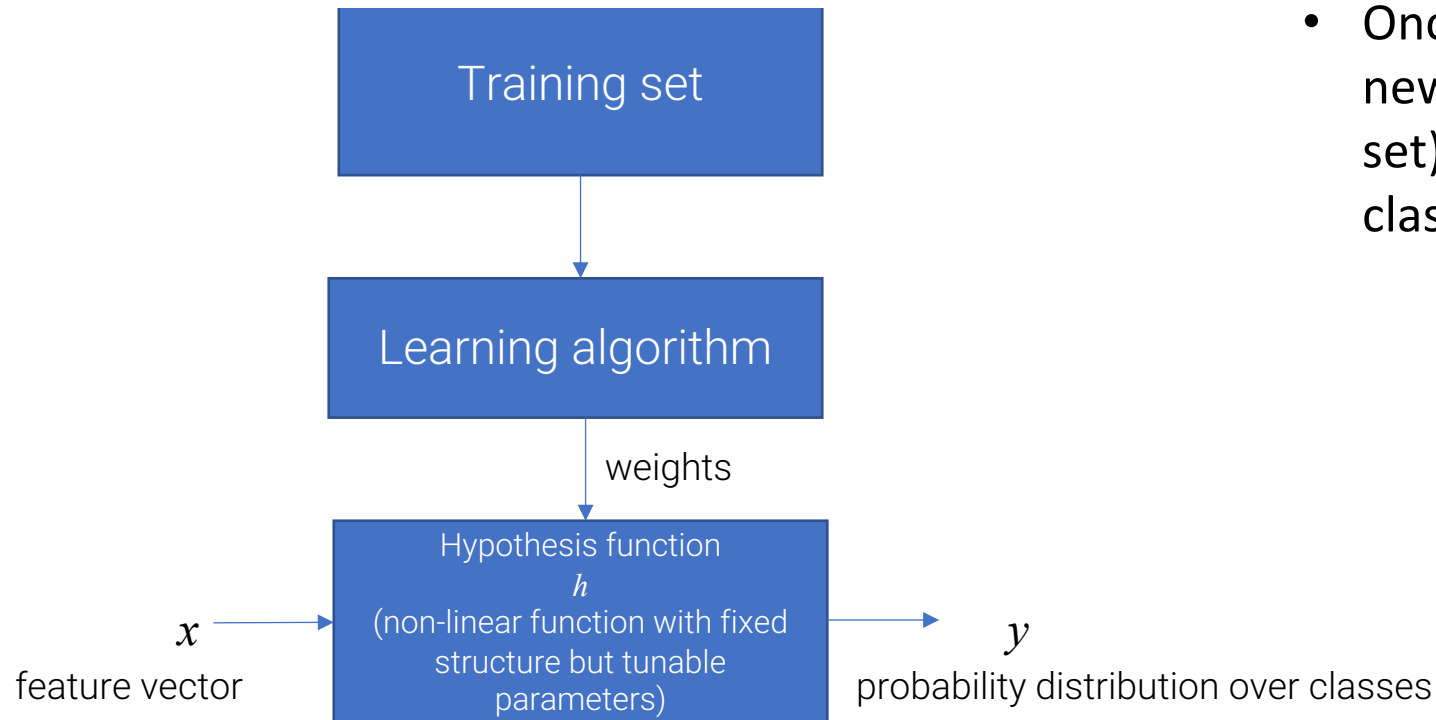 Training set
Learning algorithm
weights
Hypothesis function
h
(non-linear function with fixed
structure but tunable
parameters)
x
feature vector
y
probability distribution over classes
•
set)